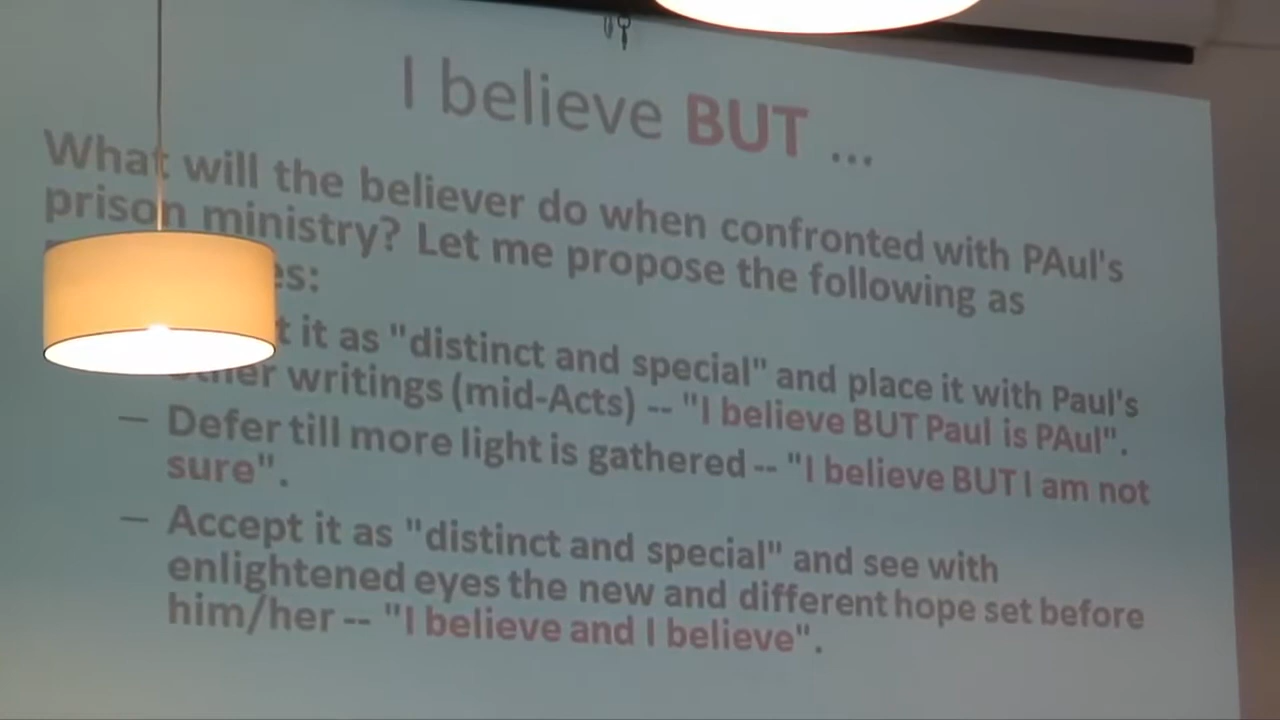 I believe BUT ...
What will the believer do when confronted with PAul's
prison ministry? Let me propose the following as
es:
t it as "distinct and special" and place it with Paul's
other writings (mid-Acts) -- "I believe BUT Paul is PAul".
— Defer till more light is gathered -- "I believe BUT I am not
sure".
— Accept it as "distinct and special" and see with
enlightened eyes the new and different hope set before
him/her -- "I believe and I believe".